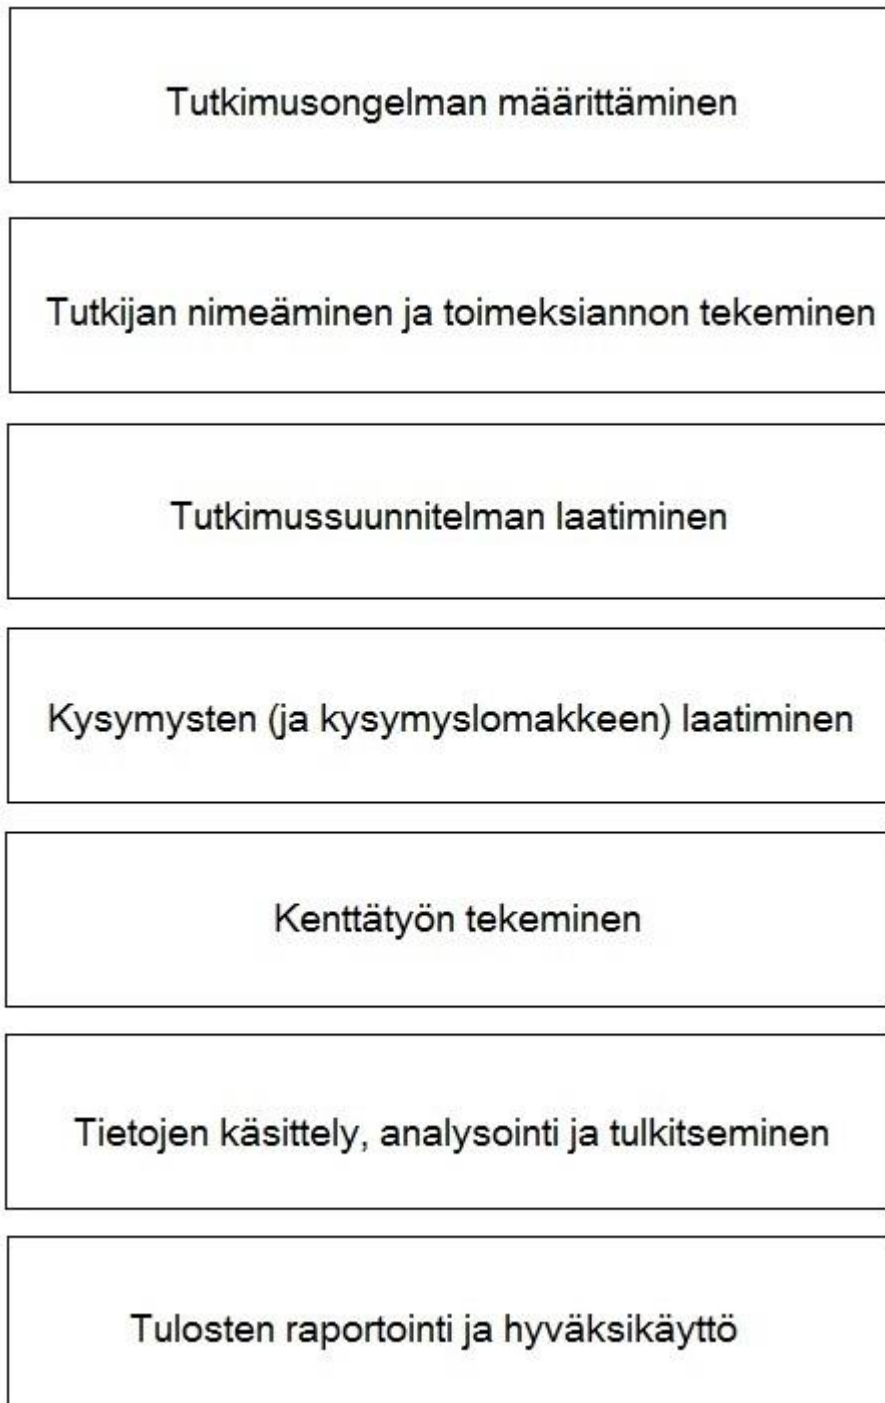 Tutkimusongelman määrittäminen
Tutkijan nimeäminen ja toimeksiannon tekeminen
Tutkimussuunnitelman laatiminen
Kysymysten (ja kysymyslomakkeen) laatiminen
Kenttätyön tekeminen
Tietojen käsittely, analysointi ja tulkitseminen
Tulosten raportointi ja hyväksikäyttö